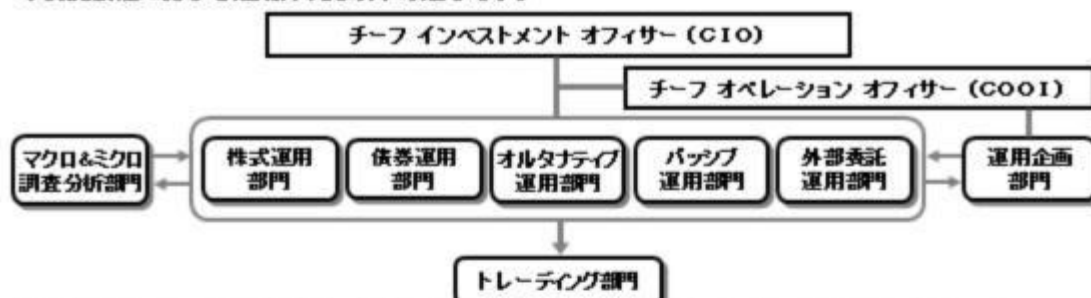 チーフ インベストメント オフィサー (CIO)
チーフ オペレーション オフィサー (COOI)
マクロ&ミクロ
調査分析部門
株式運用
部門
債券運用
部門
オルタナティブ
運用部門
パッシブ
運用部門
外部委託
運用部門
運用企画
部門
トレーディング部門